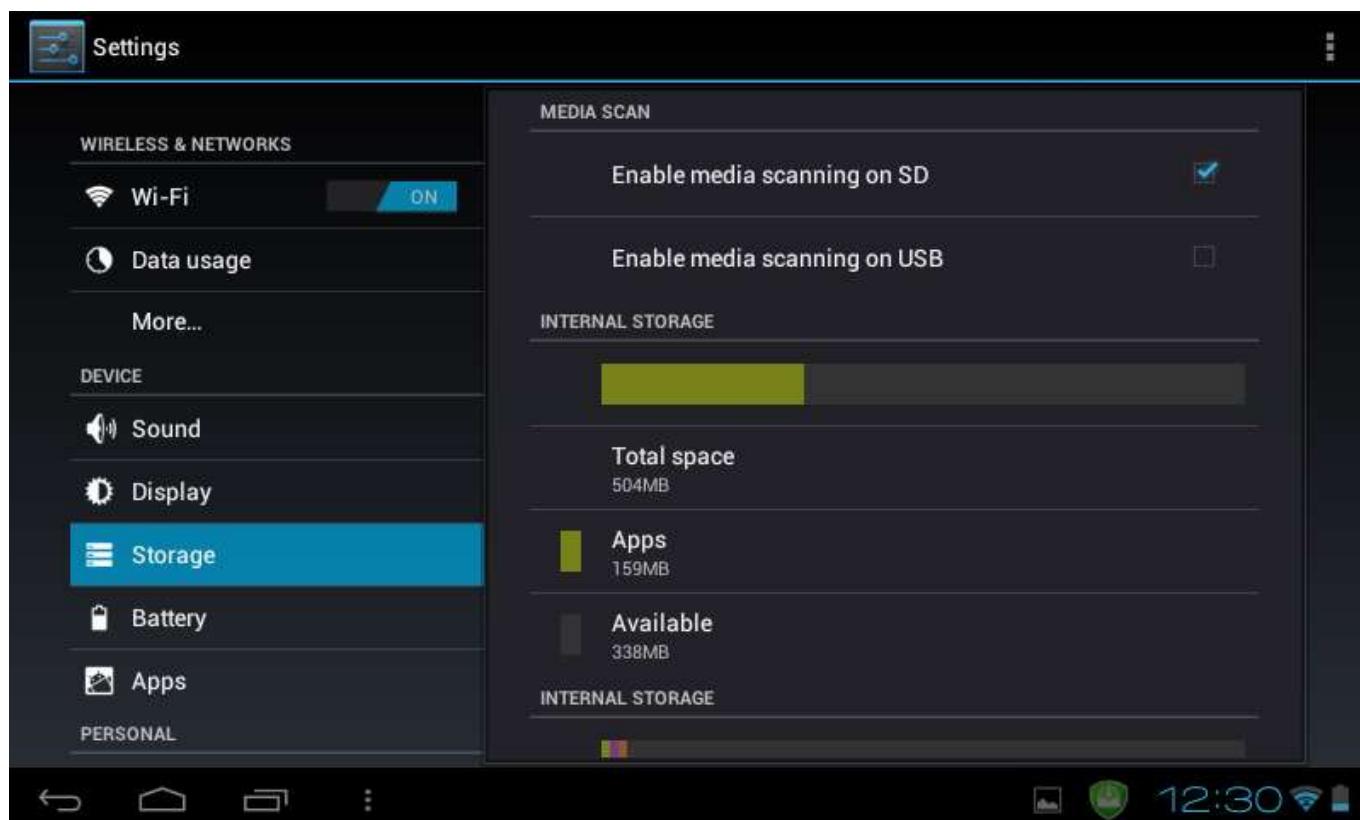 Settings
WIRELESS & NETWORKS
Wi-Fi
ON
Data usage
More...
DEVICE
Sound
Display
Storage
Battery
Apps
PERSONAL
MEDIA SCAN
Enable media scanning on SD
Enable media scanning on USB
INTERNAL STORAGE
Total space
504MB
Apps
159MB
Available
338MB
INTERNAL STORAGE
12:30